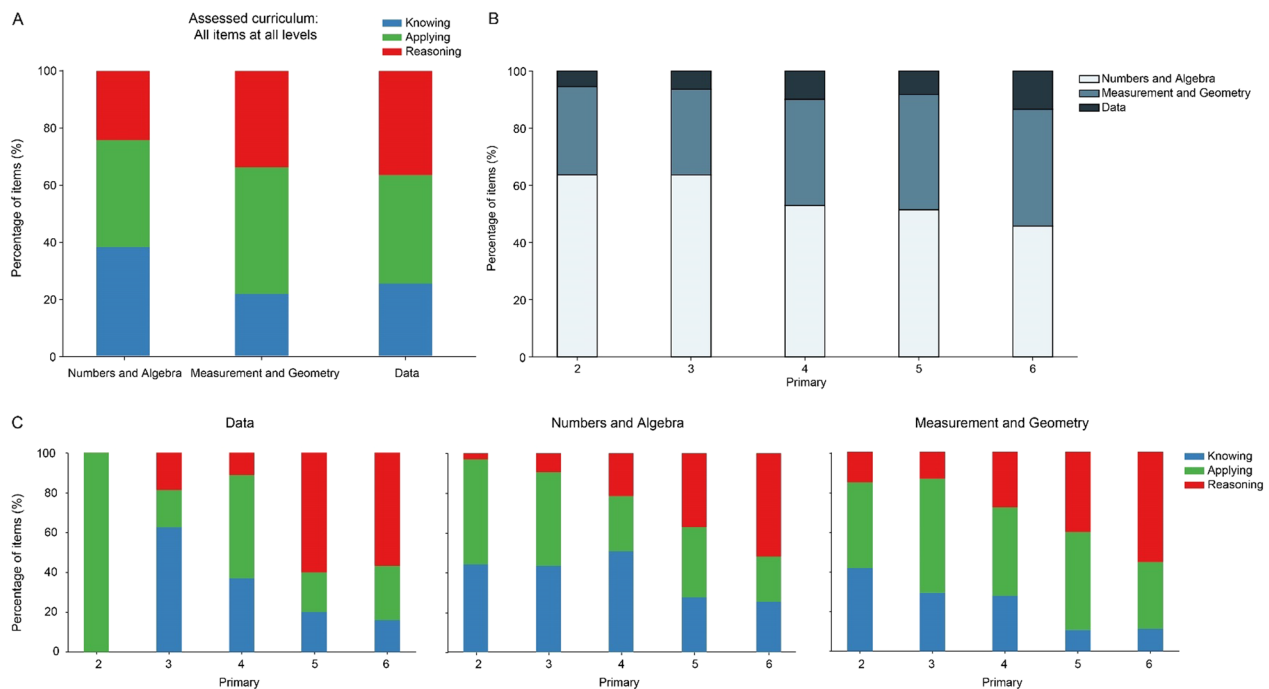 A
Assessed curriculum:
All items at all levels
Knowing
Applying
Reasoning
Percentage of items (%)
100
80
60
40
20
0
Numbers and Algebra
Measurement and Geometry
Data
B
Numbers and Algebra
Measurement and Geometry
Data
Percentage of items (%)
100
80
60
40
20
0
2 3 4 5 6
Primary
C
Data
Percentage of items (%)
100
80
60
40
20
0
2 3 4 5 6
Primary
Numbers and Algebra
2 3 4 5 6
Primary
Measurement and Geometry
2 3 4 5 6
Primary
Knowing
Applying
Reasoning